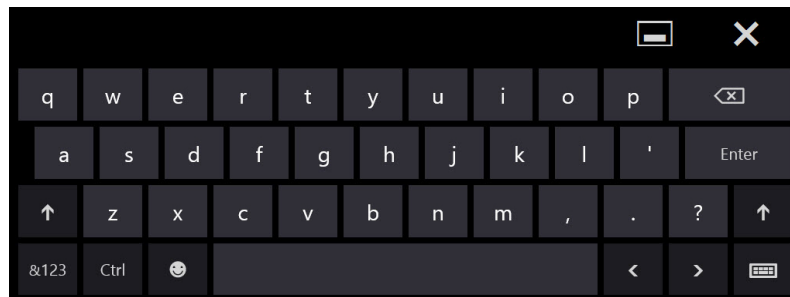 q w e r t y u i o p
a s d f g h j k l ' Enter
z x c v b n m , . ?
&123 Ctrl < >